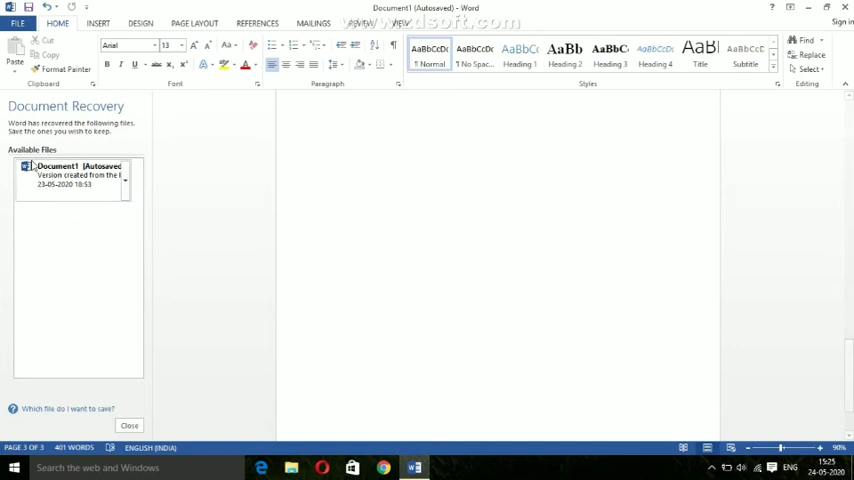 Document1 (Autosaved) - Word
Sign in
FILE HOME INSERT DESIGN PAGE LAYOUT REFERENCES MAILINGS REVIEW VIEW
Paste
Cut
Copy
Format Painter
Clipboard
Arial 13
Font
Paragraph
AaBbCcDc AaBbCcDc AaBbCc AaBb AaBbCc AaBbCcDc AaBl AaBbCcDc
¶ Normal ¶ No Spac... Heading 1 Heading 2 Heading 3 Heading 4 Title Subtitle
Styles
Find
Replace
Select
Editing
Document Recovery
Word has recovered the following files.
Save the ones you wish to keep.
Available Files
Document1 [Autosaved
Version created from the
23-05-2020 18:53
Which file do I want to save?
Close
PAGE 3 OF 3 401 WORDS ENGLISH (INDIA) 90%
Search the web and Windows
ENG
15:25
24-05-2020